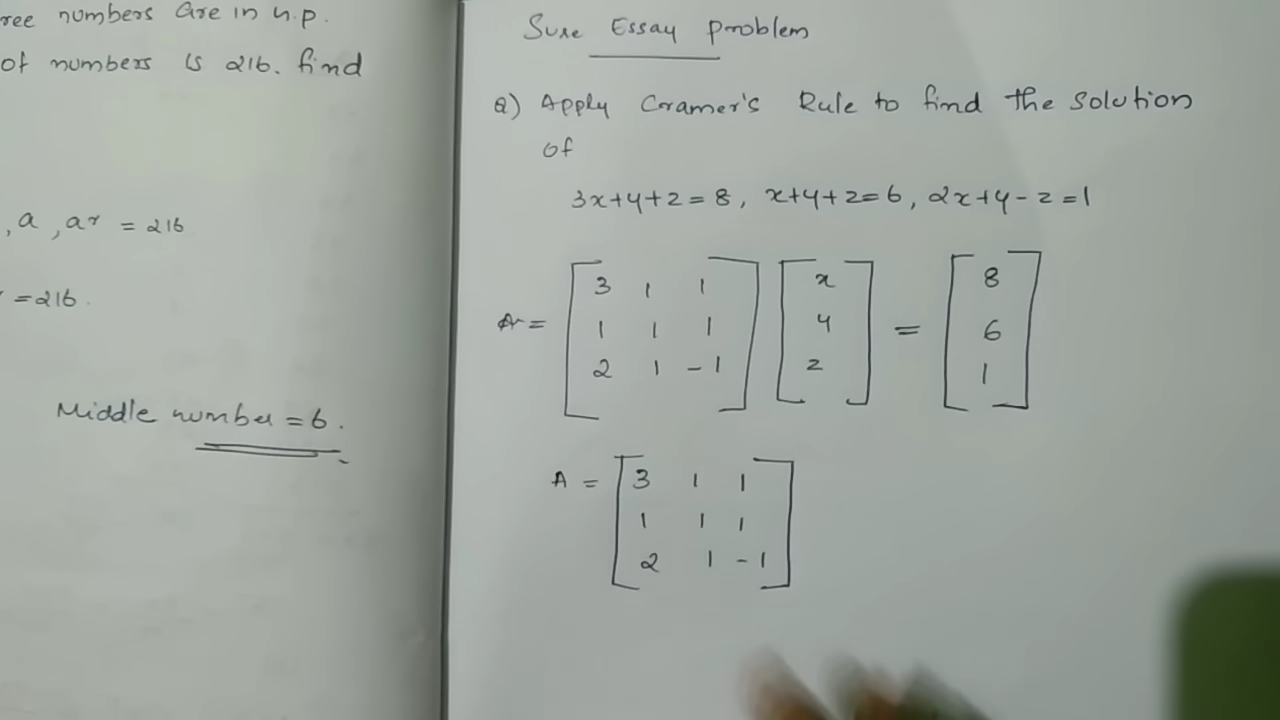 ree numbers are in n.p.
of numbers is 216. find
, a , ar = 216
= 216.
Middle number = 6.
Sure Essay problem
Q) Apply Cramer's Rule to find the solution
of
3x+y+z=8, x+y+z=6, 2x+y-z=1
3 1 1 x 8
= 1 1 1 y = 6
2 1 -1 z 1
3 1 1
A = 1 1 1
2 1 -1